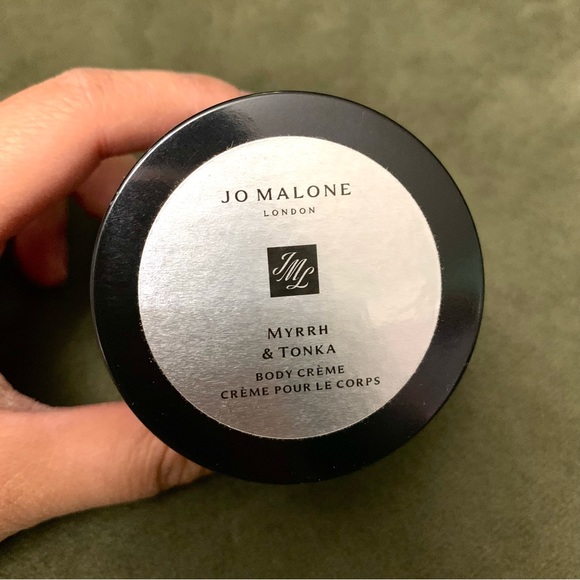 JO MALONE
LONDON
JML
MYRRH
& TONKA
BODY CRÈME
CRÈME POUR LE CORPS